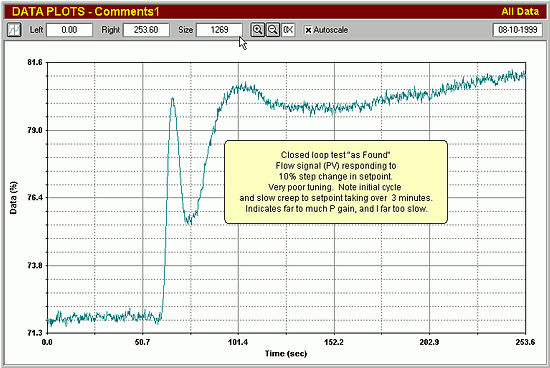 DATA PLOTS - Comments1 All Data
Left 0.00 Right 253.60 Size 1269 0X Autoscale 08-10-1999
81.6
79.0
76.4
73.8
71.3
Data (%)
Closed loop test "as Found"
Flow signal (PV) responding to
10% step change in setpoint.
Very poor tuning. Note initial cycle
and slow creep to setpoint taking over 3 minutes.
Indicates far to much P gain, and I far too slow.
0.0 50.7 101.4 152.2 202.9 253.6
Time (sec)